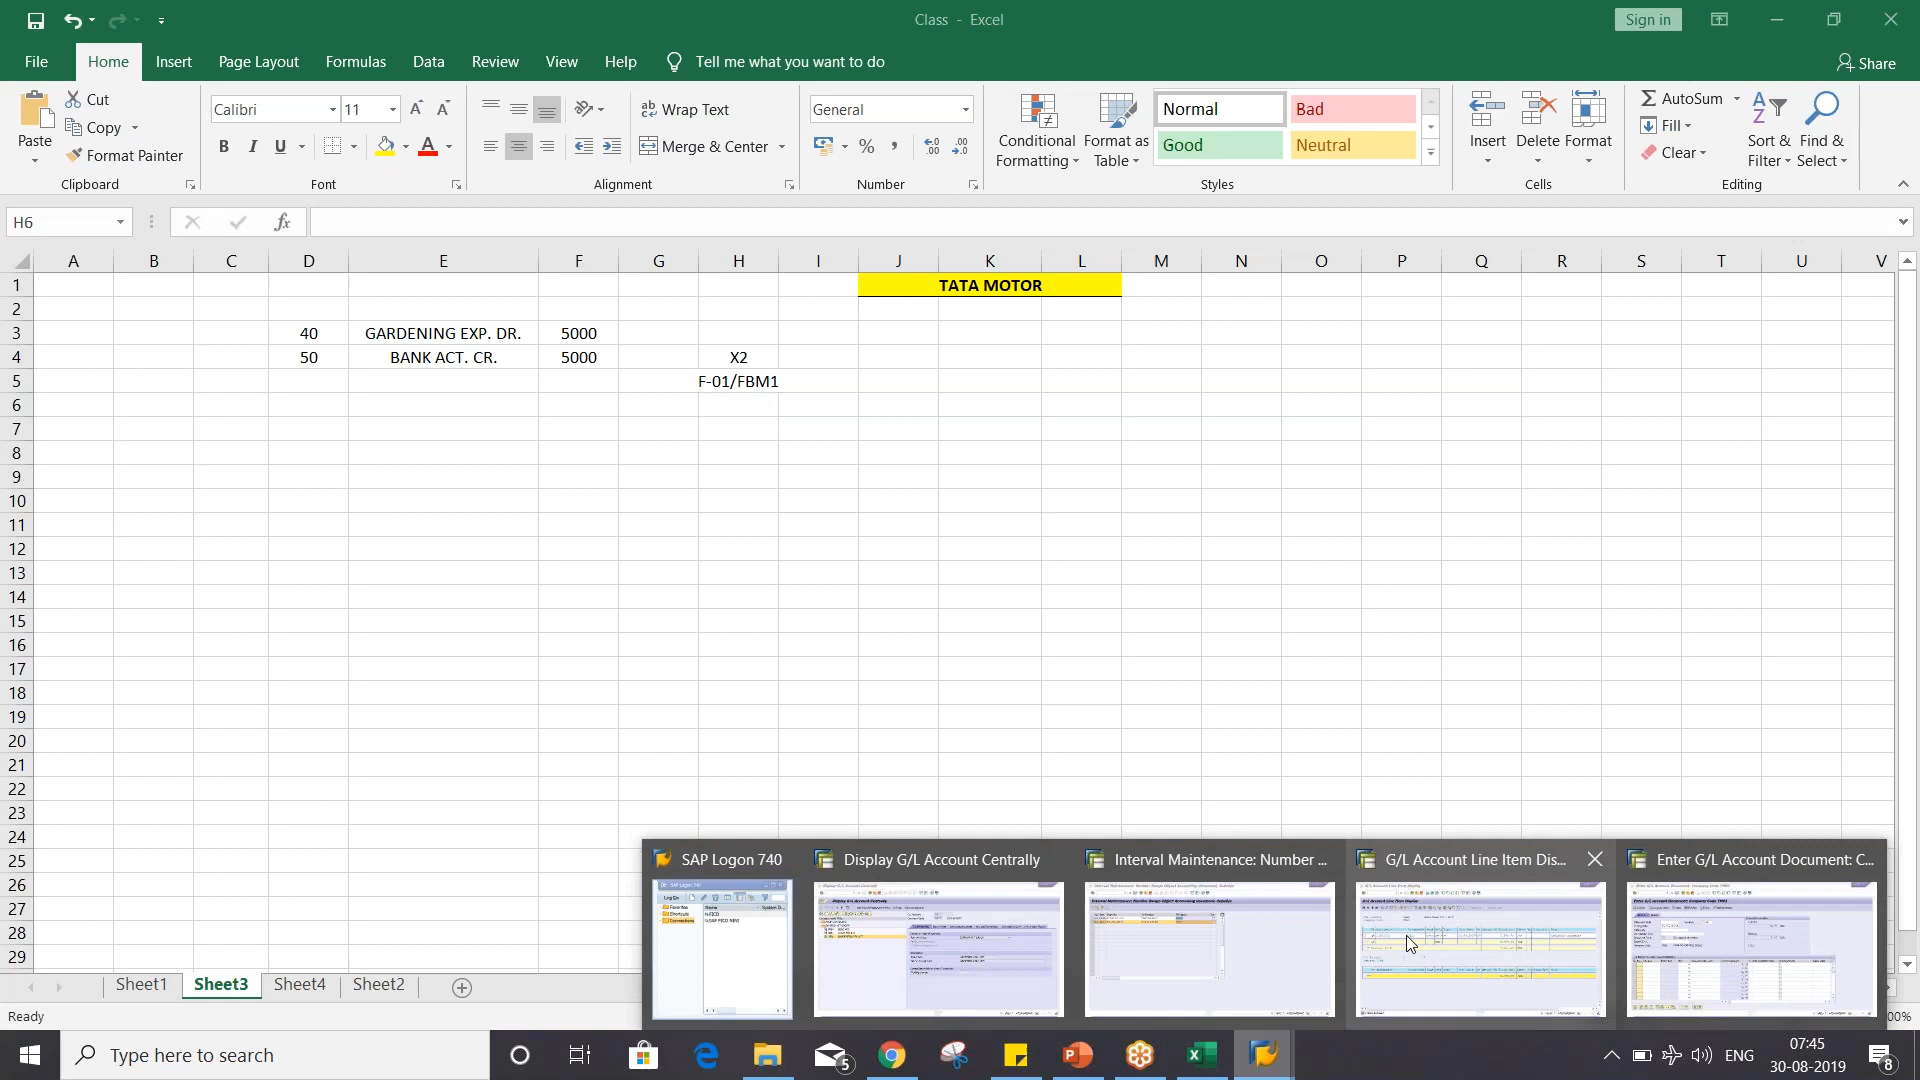 Class - Excel
Sign in
File Home Insert Page Layout Formulas Data Review View Help Tell me what you want to do Share
Paste Cut Copy Format Painter Clipboard
Calibri 11 B I U Font
Wrap Text Merge & Center Alignment
General Number
Conditional Formatting Format as Table
Normal Bad Good Neutral Styles
Insert Delete Format Cells
AutoSum Fill Clear Sort & Filter Find & Select Editing
H6 fx
A B C D E F G H I J K L M N O P Q R S T U V
1 TATA MOTOR
2
3 40 GARDENING EXP. DR. 5000
4 50 BANK ACT. CR. 5000 X2
5 F-01/FBM1
6
7
8
9
10
11
12
13
14
15
16
17
18
19
20
21
22
23
24
25
26
27
28
29
SAP Logon 740 Display G/L Account Centrally Interval Maintenance: Number ... G/L Account Line Item Dis... Enter G/L Account Document: C...
Sheet1 Sheet3 Sheet4 Sheet2
Ready 00%
Type here to search 5 ENG 07:45
30-08-2019 8